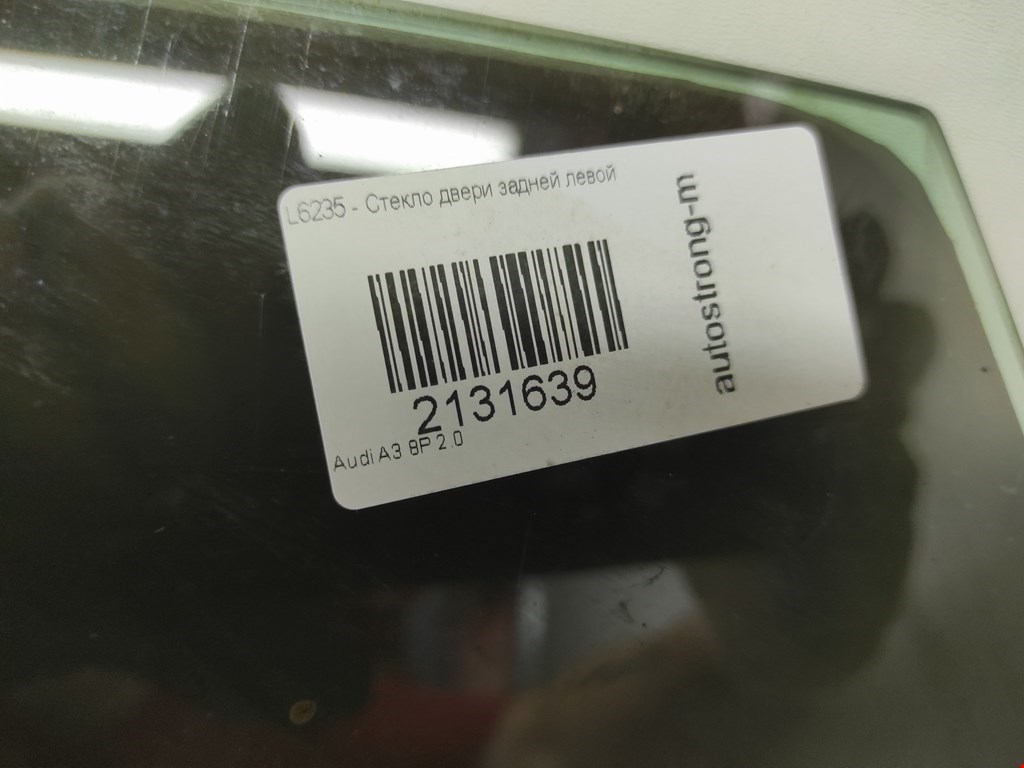 L6235 - Стекло двери задней левой
2131639
Audi A3 8P 2.0
autostrong-m